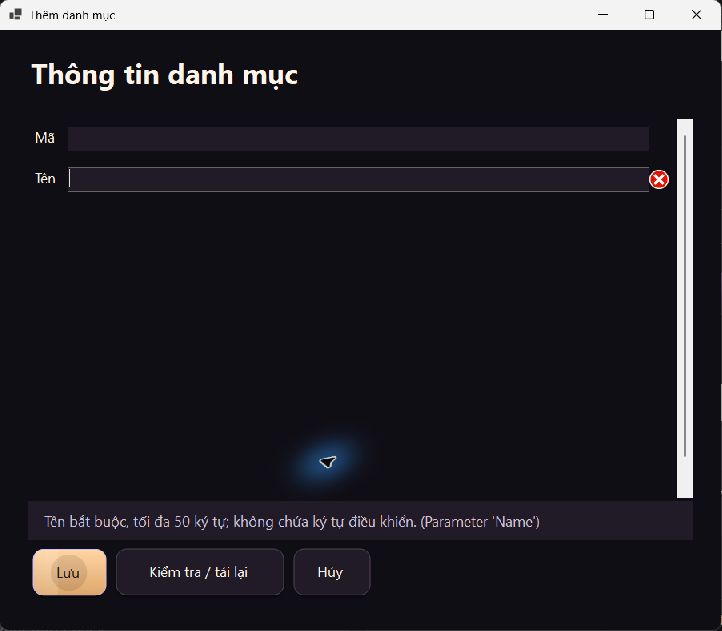 Thêm danh mục
Thông tin danh mục
Mã
Tên
Tên bắt buộc, tối đa 50 ký tự; không chứa ký tự điều khiển. (Parameter 'Name')
Lưu
Kiểm tra / tải lại
Hủy